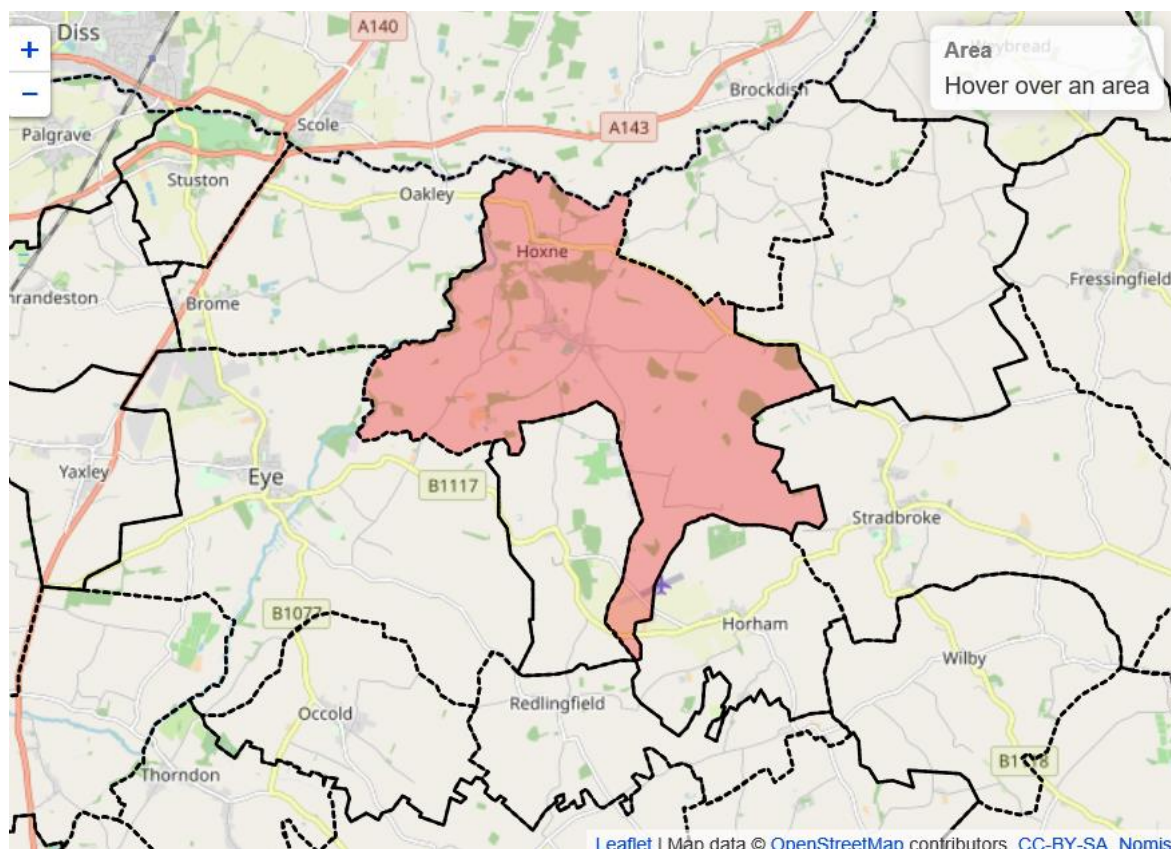 Diss
A140
+
−
Area
Hover over an area
Brockdish
Palgrave
Scole
A143
Stuston
Oakley
Hoxne
Fressingfield
Brome
Yaxley
Eye
B1117
Stradbroke
B1077
Horham
Wilby
Occold
Redlingfield
Thorndon
Leaflet | Map data © OpenStreetMap contributors, CC-BY-SA, Nomis